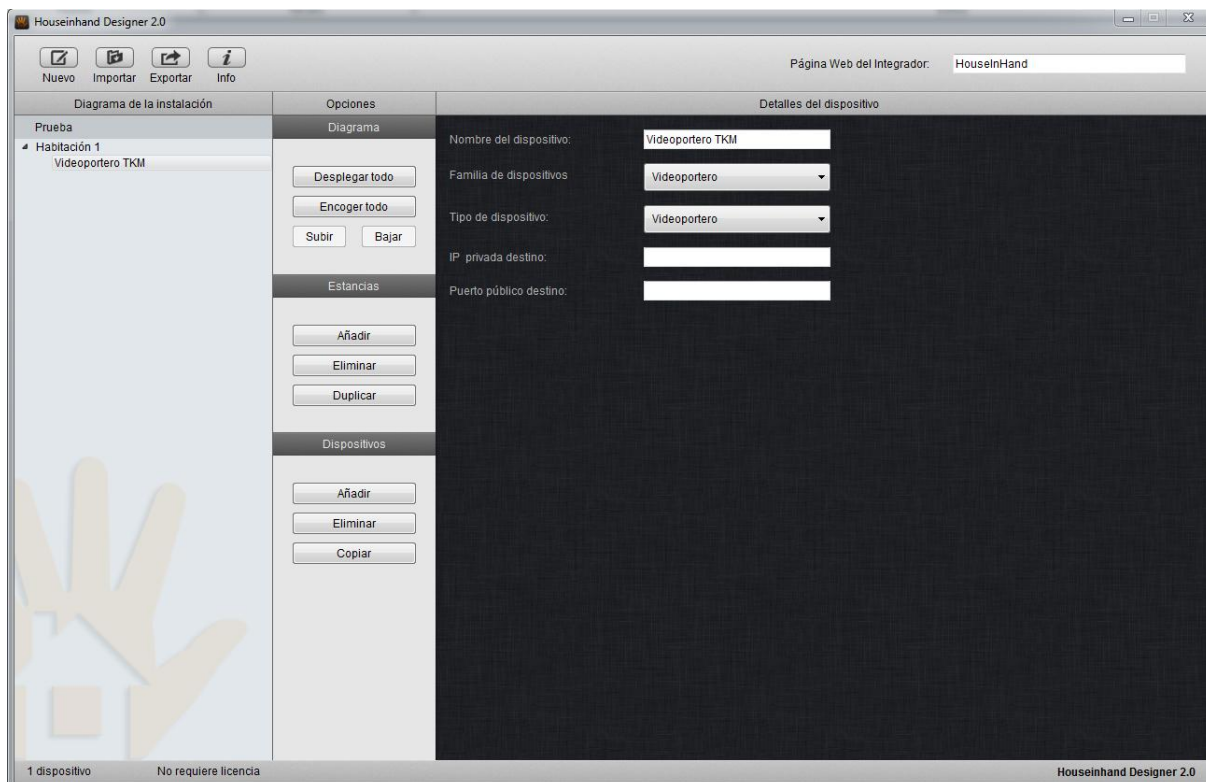 Houseinhand Designer 2.0
Nuevo Importar Exportar Info
Página Web del Integrador: HouseInHand
Diagrama de la instalación
Opciones
Detalles del dispositivo
Prueba
Habitación 1
Videoportero TKM
Diagrama
Desplegar todo
Encoger todo
Subir Bajar
Estancias
Añadir
Eliminar
Duplicar
Dispositivos
Añadir
Eliminar
Copiar
Nombre del dispositivo: Videoportero TKM
Familia de dispositivos Videoportero
Tipo de dispositivo: Videoportero
IP privada destino:
Puerto público destino:
1 dispositivo No requiere licencia
Houseinhand Designer 2.0